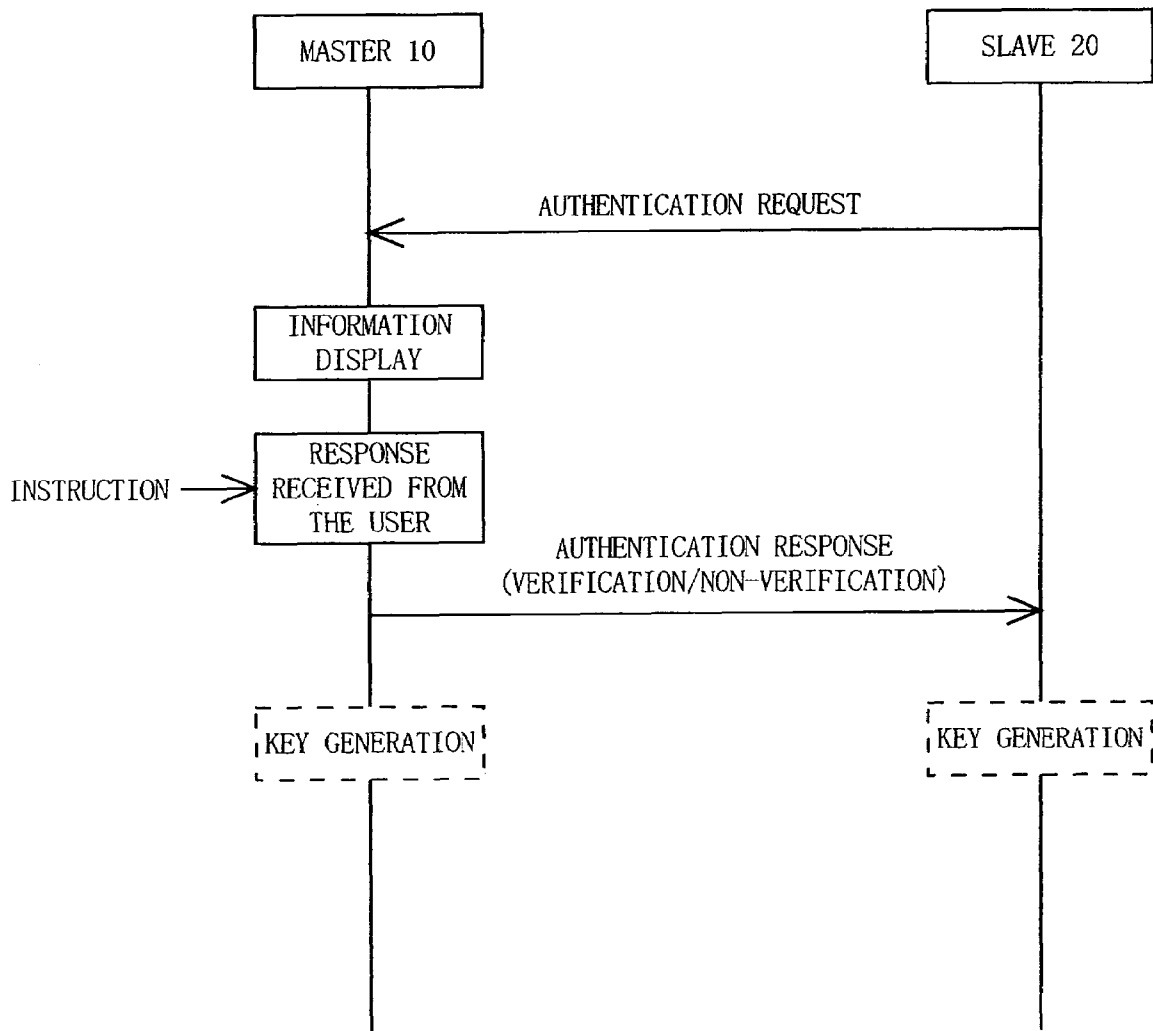 MASTER 10
SLAVE 20
AUTHENTICATION REQUEST
INFORMATION
DISPLAY
INSTRUCTION
RESPONSE
RECEIVED FROM
THE USER
AUTHENTICATION RESPONSE
(VERIFICATION/NON-VERIFICATION)
KEY GENERATION
KEY GENERATION